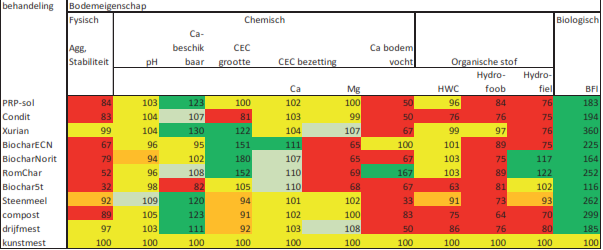 behandeling Bodemeigenschap
Fysisch Chemisch Biologisch
Ca-
Agg, beschik CEC Ca bodem
Stabiliteit pH baar grootte CEC bezetting vocht Organische stof
Hydro- Hydro-
Ca Mg HWC foob fiel BFI
PRP-sol 84 103 123 100 102 100 50 96 84 76 183
Condit 83 104 107 81 103 99 50 76 76 75 194
Xurian 99 104 130 122 104 107 67 99 97 76 360
BiocharECN 67 96 95 151 111 65 100 101 89 75 225
BiocharNorit 79 94 102 180 107 65 67 103 75 117 164
RomChar 52 96 108 152 110 69 167 103 89 122 252
Biochar5t 32 98 82 105 110 68 67 63 81 102 116
Steenmeel 92 109 120 94 101 102 33 91 73 93 262
compost 89 105 123 91 102 100 83 75 64 70 299
drijfmest 97 103 111 92 103 108 50 86 76 80 185
kunstmest 100 100 100 100 100 100 100 100 100 100 100